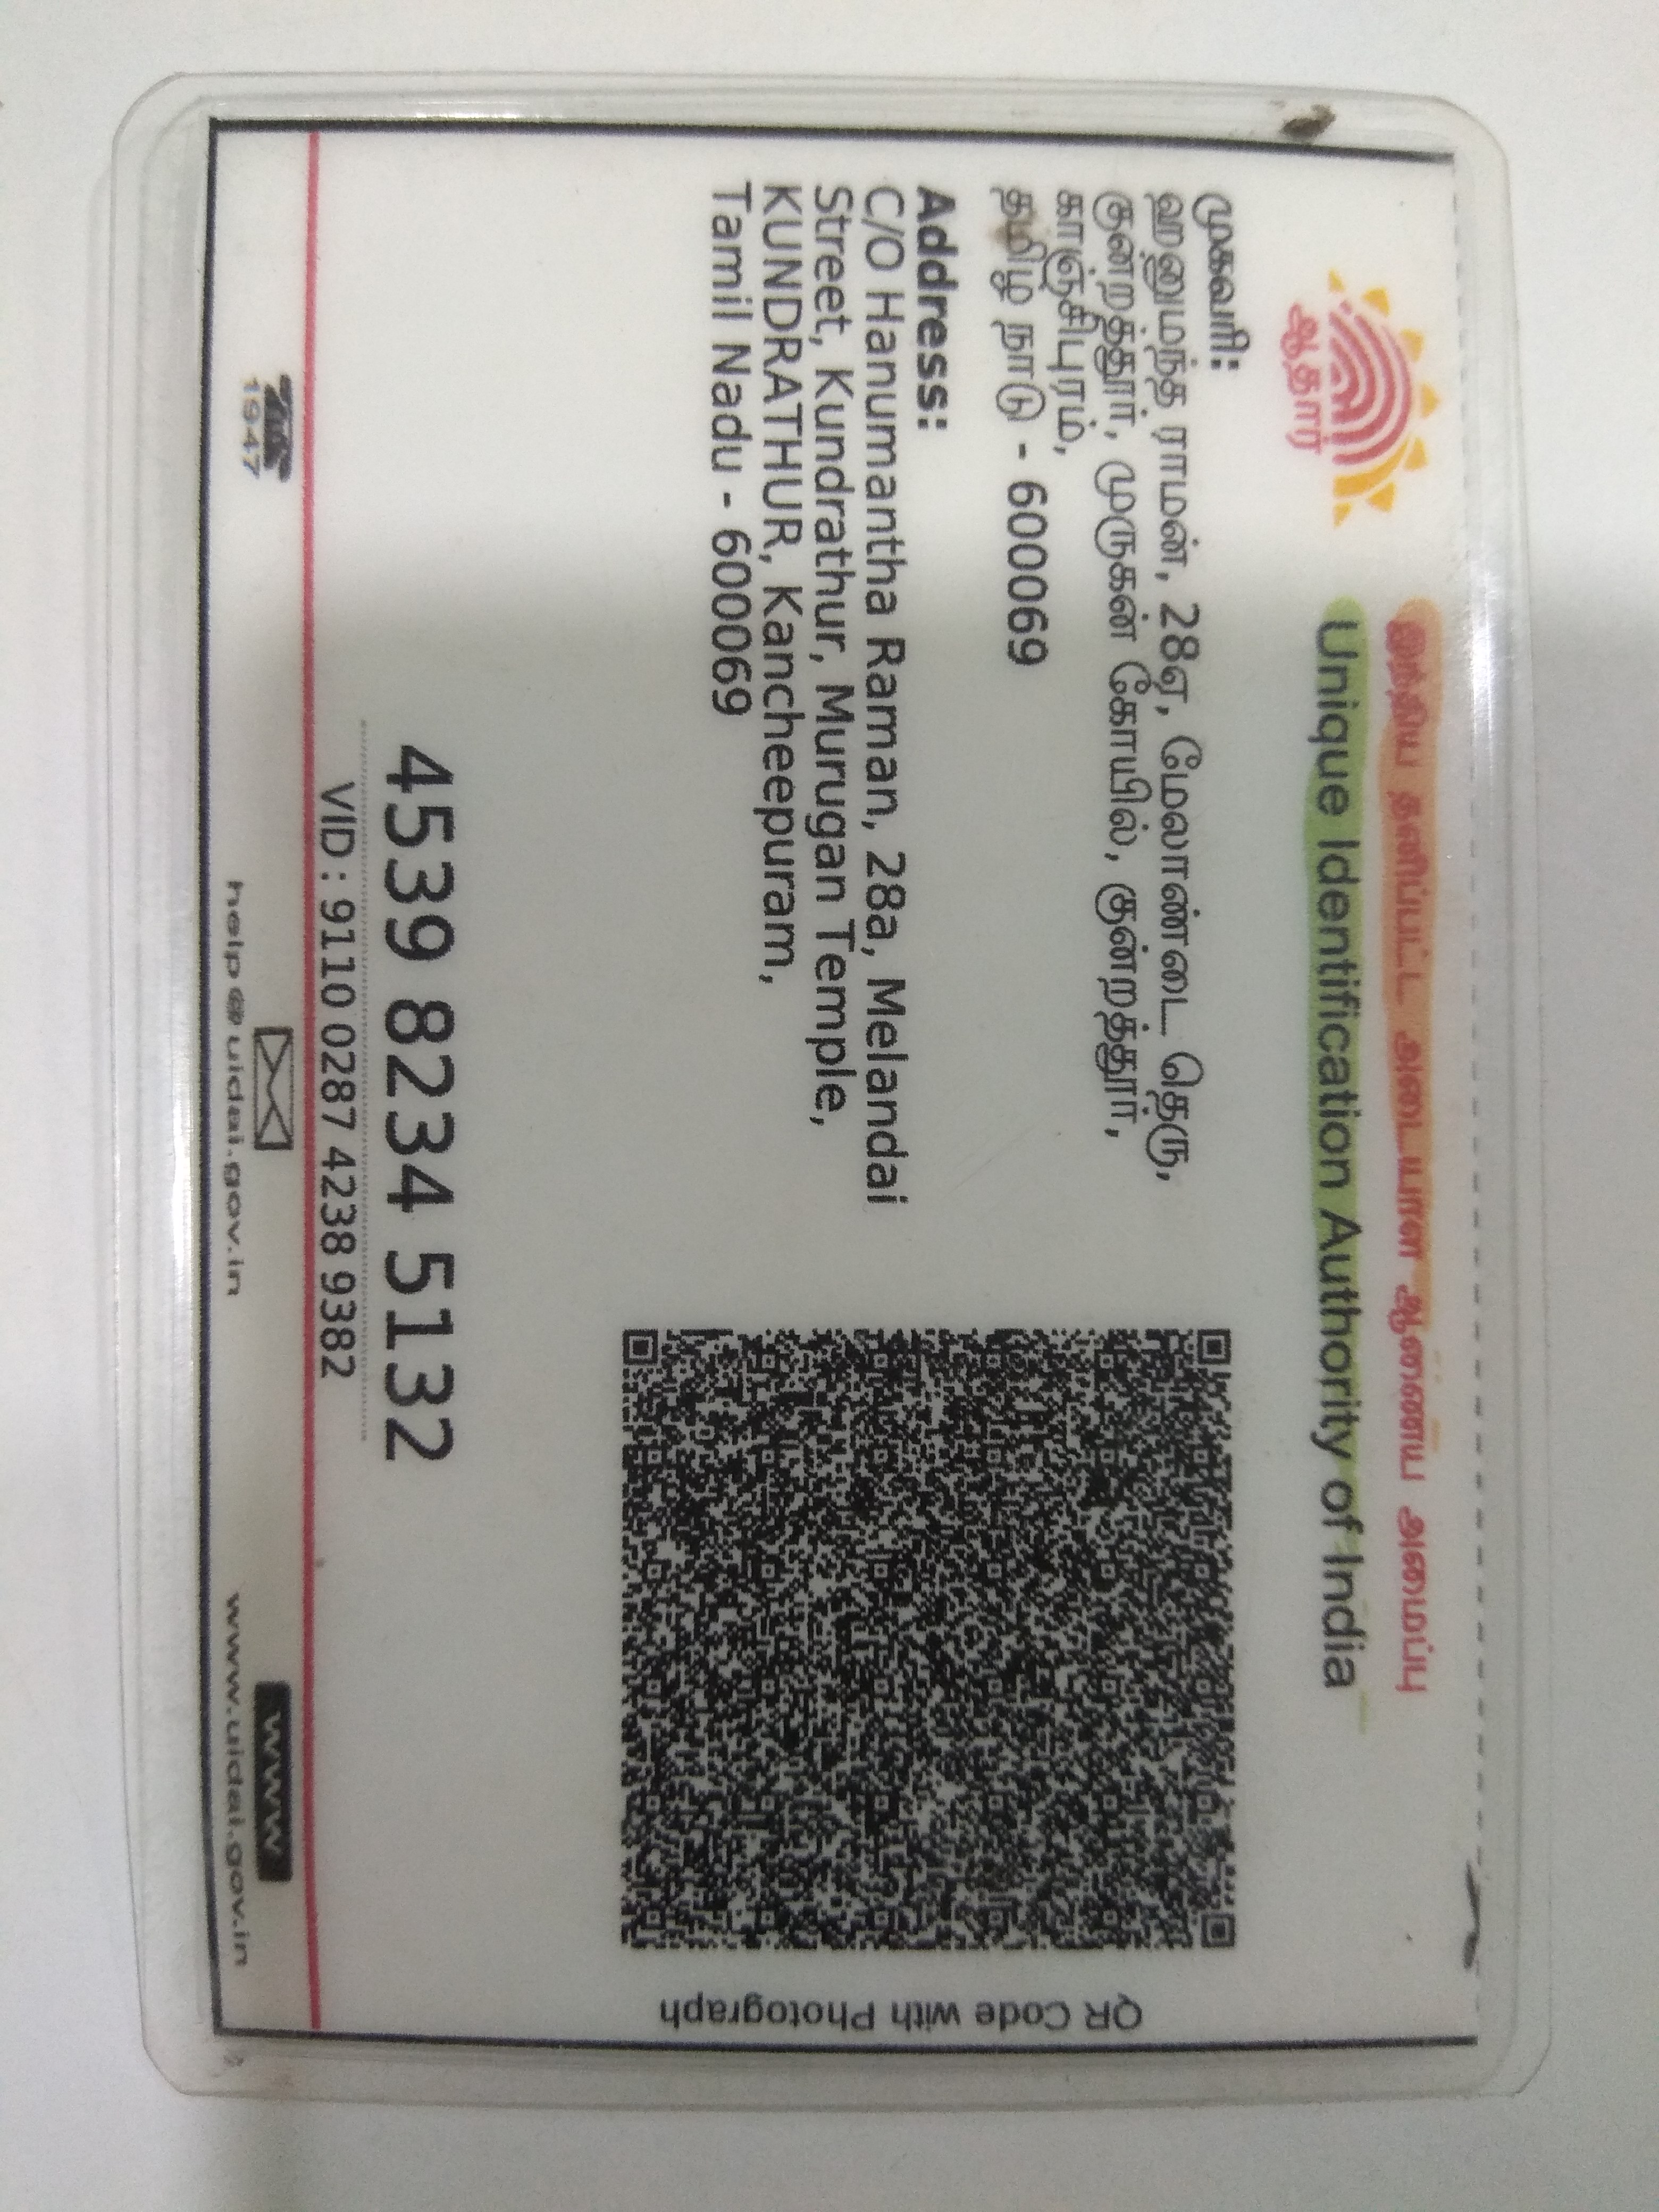 இந்திய தனிப்பட்ட அடையாள ஆணைய அமைப்பு
Unique Identification Authority of India
ஆதார்
முகவரி:
ஹனுமந்த ராமன், 28ஏ, மேலாண்டை தெரு,
குன்றத்தூர், முருகன் கோயில், குன்றத்தூர்,
காஞ்சிபுரம்,
தமிழ் நாடு - 600069
Address:
C/O Hanumantha Raman, 28a, Melandai
Street, Kundrathur, Murugan Temple,
KUNDRATHUR, Kancheepuram,
Tamil Nadu - 600069
QR Code with Photograph
4539 8234 5132
VID : 9110 0287 4238 9382
1947
help@uidai.gov.in
www
www.uidai.gov.in